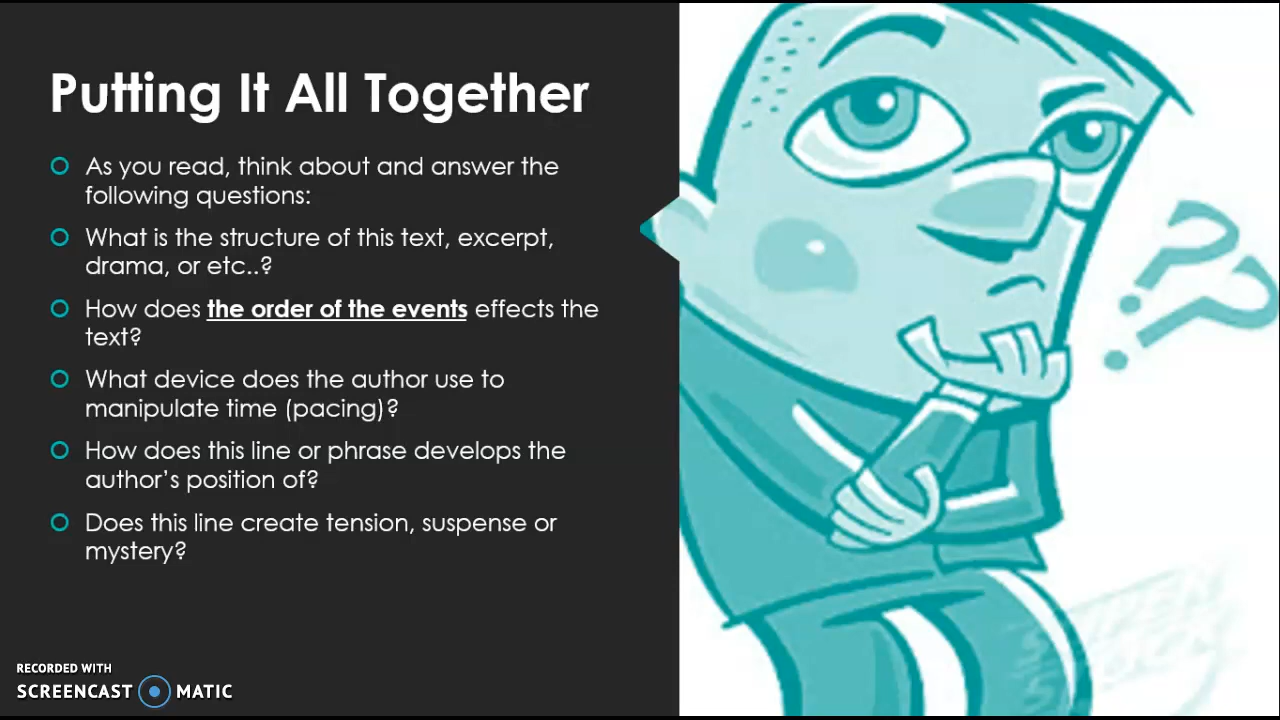 Putting It All Together
As you read, think about and answer the
following questions:
What is the structure of this text, excerpt,
drama, or etc..?
How does the order of the events effects the
text?
What device does the author use to
manipulate time (pacing)?
How does this line or phrase develops the
author's position of?
Does this line create tension, suspense or
mystery?
??
RECORDED WITH
SCREENCAST MATIC